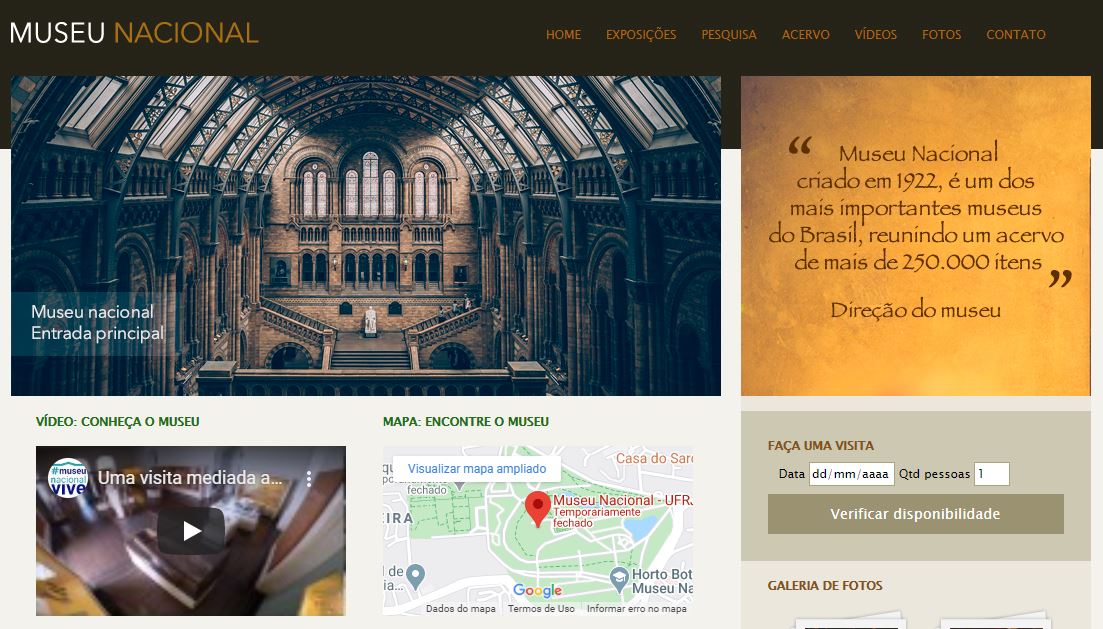 MUSEU NACIONAL
HOME EXPOSIÇÕES PESQUISA ACERVO VÍDEOS FOTOS CONTATO
Museu nacional
Entrada principal
“ Museu Nacional
criado em 1922, é um dos
mais importantes museus
do Brasil, reunindo um acervo
de mais de 250.000 itens ”
Direção do museu
VÍDEO: CONHEÇA O MUSEU
#museu
nacional
vive
Uma visita mediada a...
MAPA: ENCONTRE O MUSEU
Visualizar mapa ampliado
fechado
Casa do
Museu Nacional - UFRJ
Temporariamente
fechado
IRA
l de
ia...
Horto Bot
Museu Na
Google
Dados do mapa Termos de Uso Informar erro no mapa
FAÇA UMA VISITA
Data dd/mm/aaaa Qtd pessoas 1
Verificar disponibilidade
GALERIA DE FOTOS